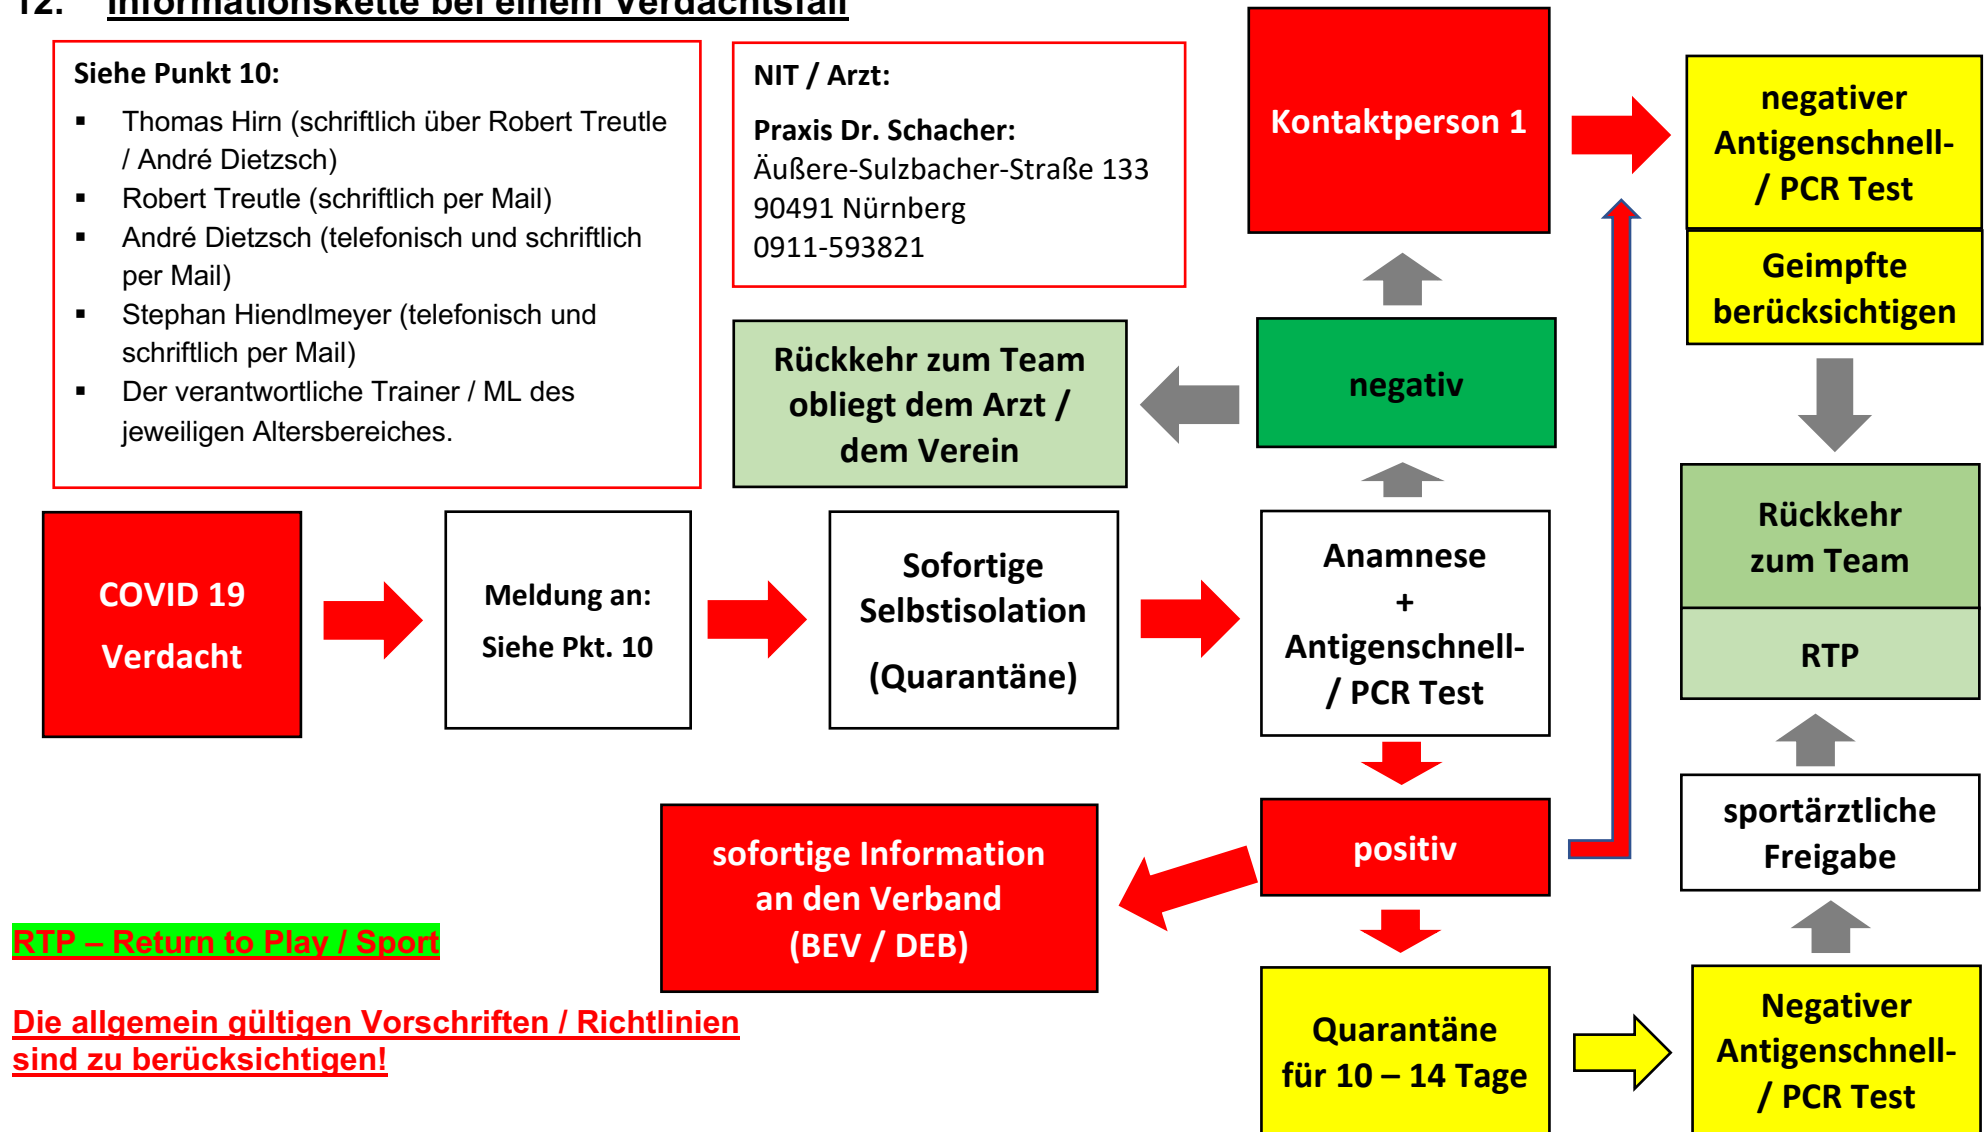 12. Informationskette bei einem Verdachtsfall
Siehe Punkt 10:
▪ Thomas Hirn (schriftlich über Robert Treutle
/ André Dietzsch)
▪ Robert Treutle (schriftlich per Mail)
▪ André Dietzsch (telefonisch und schriftlich
per Mail)
▪ Stephan Hiendlmeyer (telefonisch und
schriftlich per Mail)
▪ Der verantwortliche Trainer / ML des
jeweiligen Altersbereiches.
NIT / Arzt:
Praxis Dr. Schacher:
Äußere-Sulzbacher-Straße 133
90491 Nürnberg
0911-593821
Kontaktperson 1
negativer
Antigenschnell-
/ PCR Test
Geimpfte
berücksichtigen
Rückkehr zum Team
obliegt dem Arzt /
dem Verein
negativ
Rückkehr
zum Team
RTP
COVID 19
Verdacht
Meldung an:
Siehe Pkt. 10
Sofortige
Selbstisolation
(Quarantäne)
Anamnese
+
Antigenschnell-
/ PCR Test
sofortige Information
an den Verband
(BEV / DEB)
positiv
sportärztliche
Freigabe
RTP – Return to Play / Sport
Die allgemein gültigen Vorschriften / Richtlinien
sind zu berücksichtigen!
Quarantäne
für 10 – 14 Tage
Negativer
Antigenschnell-
/ PCR Test